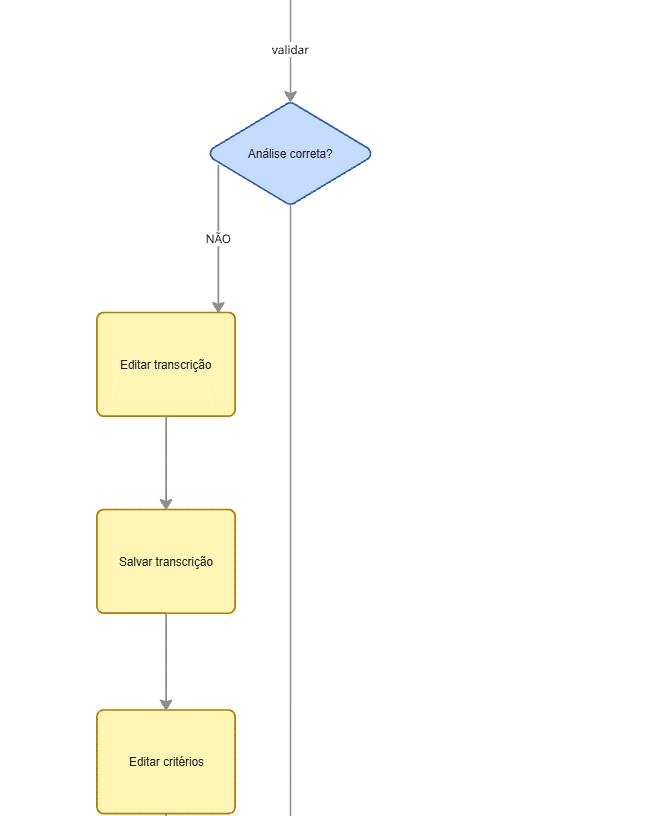 validar
Análise correta?
NÃO
Editar transcrição
Salvar transcrição
Editar critérios